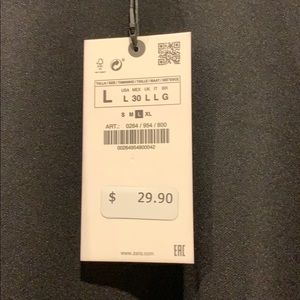 TALLA / SIZE / TAMANHO / TAILLE / MAAT /
L
USA MEX UK IT BR
L 30 L L G
S M L XL
ART.: 0264 / 954 / 800
00264954800042
$ 29.90
www.zara.com
EAC